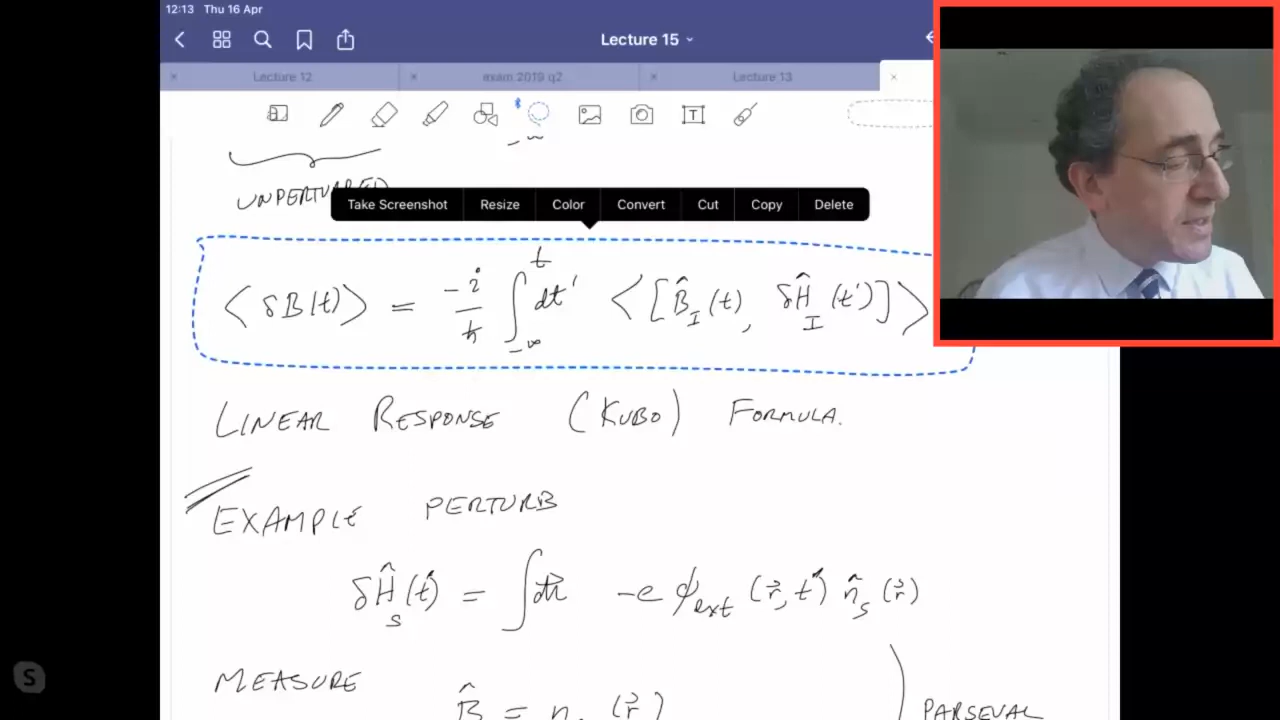 12:13 Thu 16 Apr
Lecture 15
Lecture 12 exam 2019 q2 Lecture 13
-∞
UNPERTURBED
Take Screenshot Resize Color Convert Cut Copy Delete
⟨δB(t)⟩ = -i/ħ ∫_{-∞}^{t} dt' ⟨[B̂_I(t), δĤ_I(t')]⟩
LINEAR RESPONSE (KUBO) FORMULA.
EXAMPLE PERTURB
δĤ_S(t) = ∫dr⃗ -e ϕ_ext(r⃗, t) n̂_S(r⃗)
MEASURE
B̂ = n (r⃗)
PARSEVAL